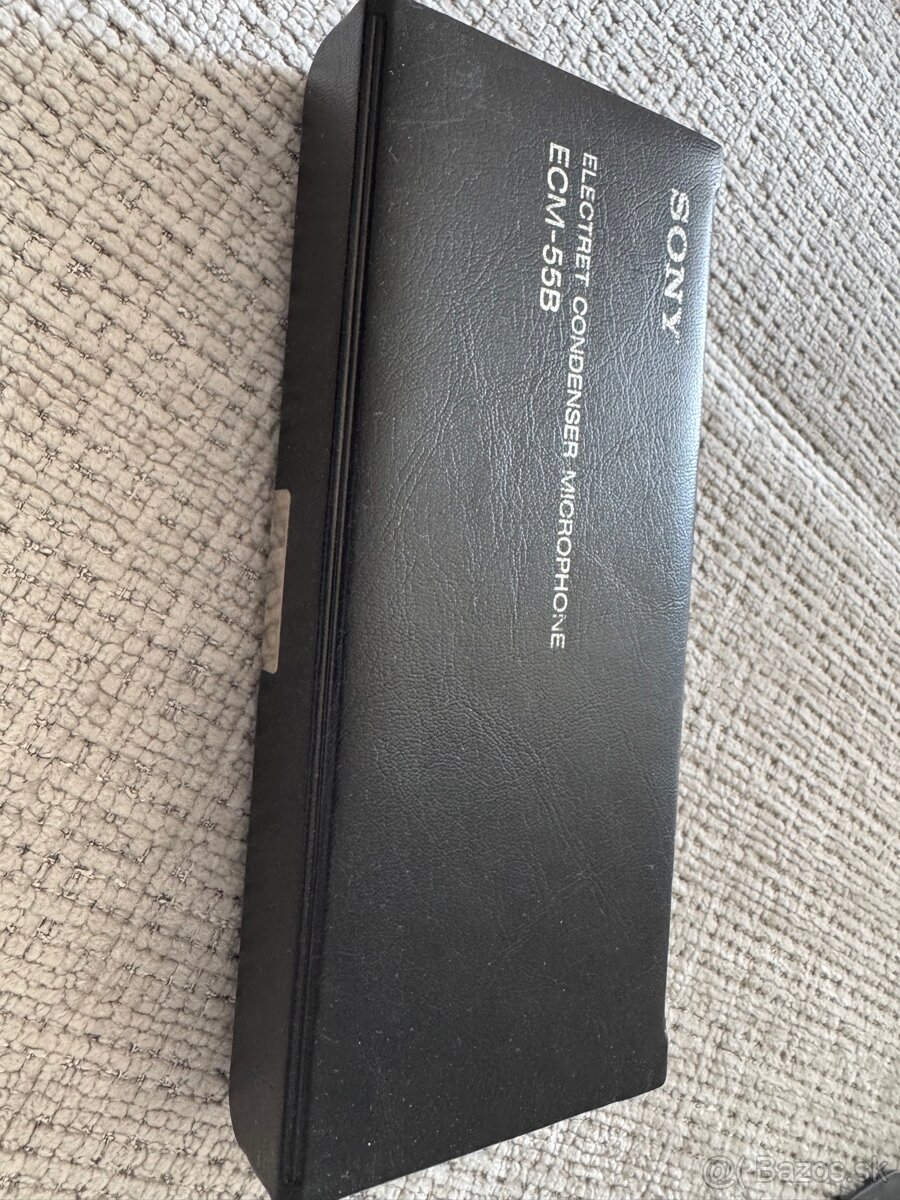 SONY
ELECTRET CONDENSER MICROPHONE
ECM-55B
Bazos.sk